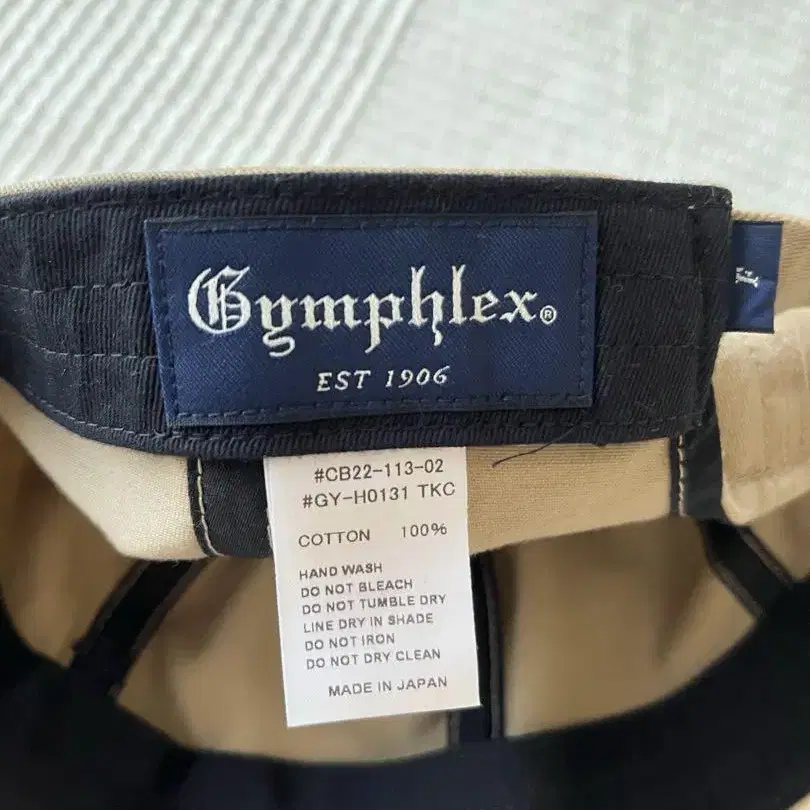 Gymphlex®
EST 1906
F
#CB22-113-02
#GY-H0131 TKC
COTTON 100%
HAND WASH
DO NOT BLEACH
DO NOT TUMBLE DRY
LINE DRY IN SHADE
DO NOT IRON
DO NOT DRY CLEAN
MADE IN JAPAN